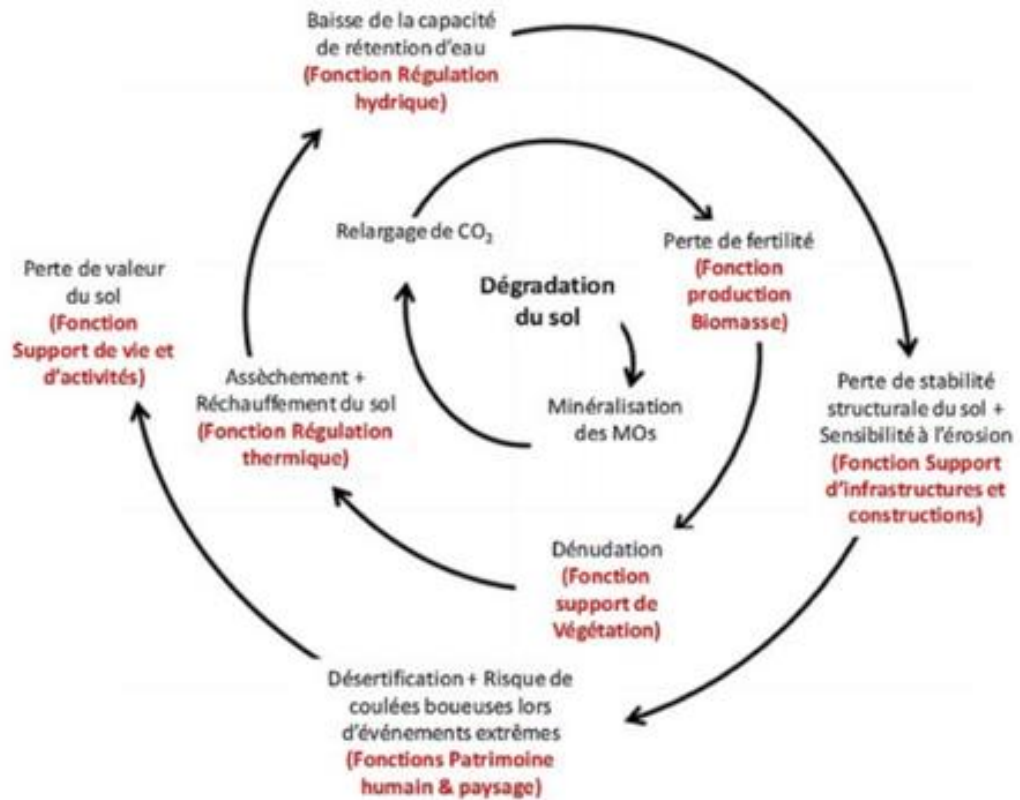 Baisse de la capacité
de rétention d'eau
(Fonction Régulation
hydrique)
Relargage de CO₂
Perte de fertilité
(Fonction
production
Biomasse)
Perte de valeur
du sol
(Fonction
Support de vie et
d'activités)
Dégradation
du sol
Assèchement +
Réchauffement du sol
(Fonction Régulation
thermique)
Minéralisation
des MOs
Perte de stabilité
structurale du sol +
Sensibilité à l'érosion
(Fonction Support
d'infrastructures et
constructions)
Dénudation
(Fonction
support de
Végétation)
Désertification + Risque de
coulées boueuses lors
d'événements extrêmes
(Fonctions Patrimoine
humain & paysage)